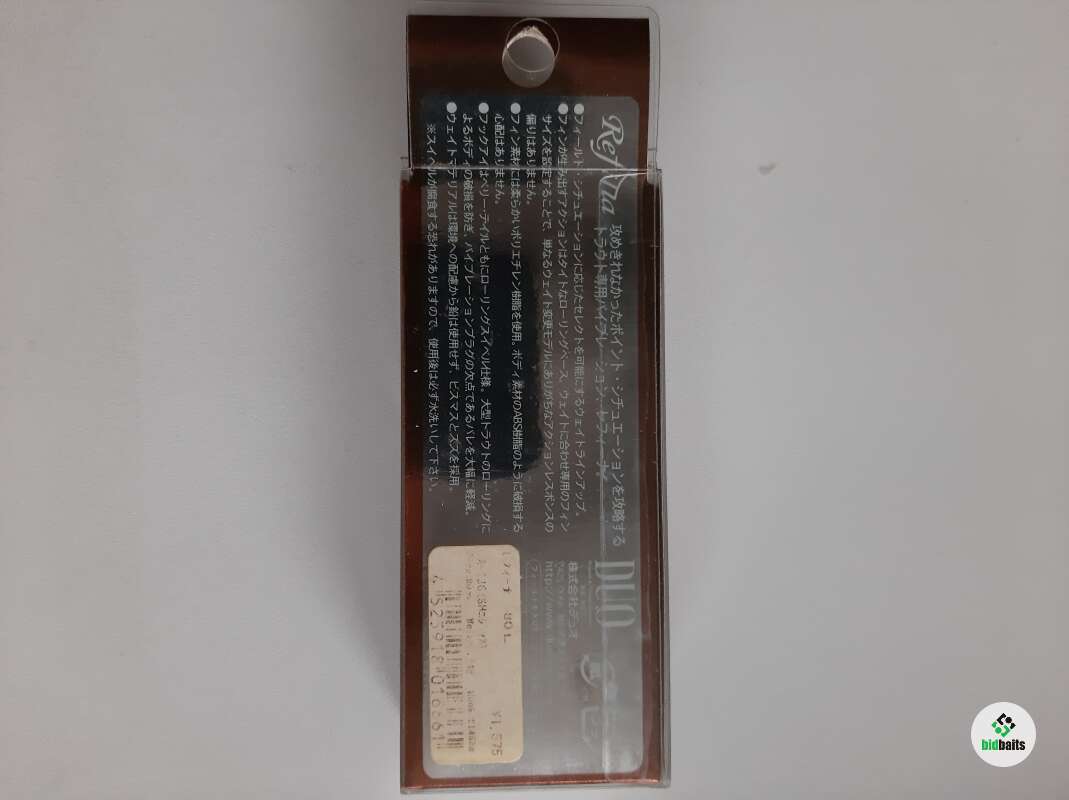 攻めきれなかったポイント・シチュエーションを攻略する
トラウト専用バイブレーション、レフィーナ
●フィールド・シチュエーションに応じたセレクトを可能にするウェイトラインアップ。
●フィンが生み出すアクションはタイトなローリングベース。ウェイトに合わせ専用のフィン
サイズを設定することで、単なるウェイト変更モデルにありがちなアクションレスポンスの
偏りはありません。
●フィン素材には柔らかいポリエチレン樹脂を使用。ボディ素材のABS樹脂のように破損する
心配はありません。
●フックアイはベリー・テイルともにローリングスイベル仕様。大型トラウトのローリングに
よるボディの破損を防ぎ、バイブレーションプラグの欠点であるバレを大幅に軽減。
●ウェイトマテリアルは環境への配慮から鉛は使用せず、ビスマスとスズを採用。
※スイベルが腐食する恐れがありますので、使用後は必ず水洗いして下さい。
DUO
株式会社デュオ
レフィーナ 80L
¥1,575
bidbaits